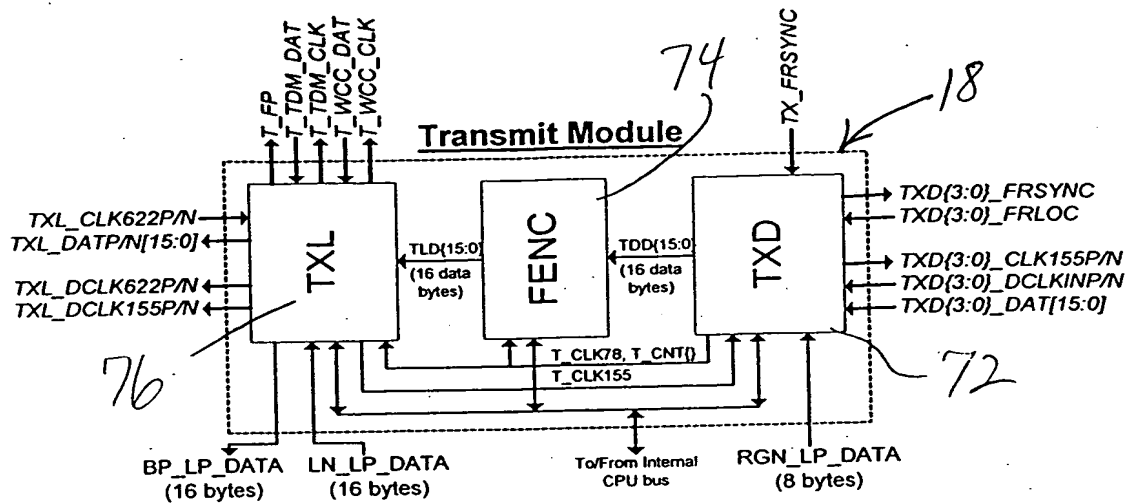 T_FP
T_TDM_DAT
T_TDM_CLK
T_WCC_DAT
T_WCC_CLK
74
TX_FRSYNC
18
Transmit Module
TXL_CLK622P/N
TXL_DATP/N[15:0]
TXL_DCLK622P/N
TXL_DCLK155P/N
TXL
TLD{15:0}
(16 data
bytes)
FENC
TDD{15:0}
(16 data
bytes)
TXD
TXD{3:0}_FRSYNC
TXD{3:0}_FRLOC
TXD{3:0}_CLK155P/N
TXD{3:0}_DCLKINP/N
TXD{3:0}_DAT[15:0]
76
T_CLK78, T_CNT{}
T_CLK155
72
BP_LP_DATA
(16 bytes)
LN_LP_DATA
(16 bytes)
To/From Internal
CPU bus
RGN_LP_DATA
(8 bytes)